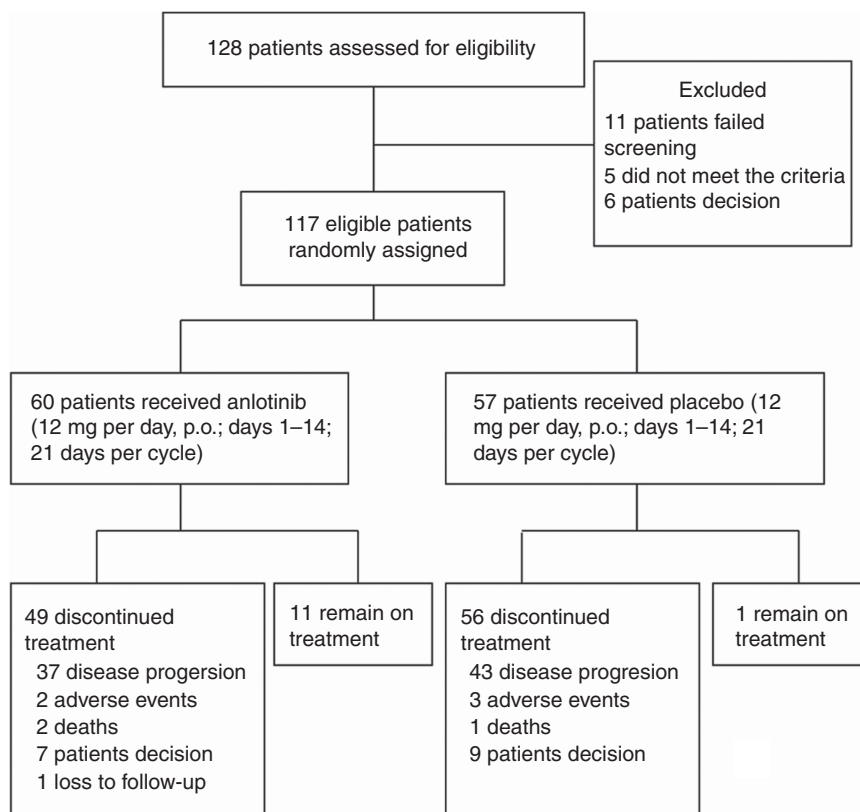 128 patients assessed for eligibility
Excluded
11 patients failed
screening
5 did not meet the criteria
6 patients decision
117 eligible patients
randomly assigned
60 patients received anlotinib
(12 mg per day, p.o.; days 1–14;
21 days per cycle)
57 patients received placebo (12
mg per day, p.o.; days 1–14; 21
days per cycle)
49 discontinued
treatment
37 disease progersion
2 adverse events
2 deaths
7 patients decision
1 loss to follow-up
11 remain on
treatment
56 discontinued
treatment
43 disease progresion
3 adverse events
1 deaths
9 patients decision
1 remain on
treatment